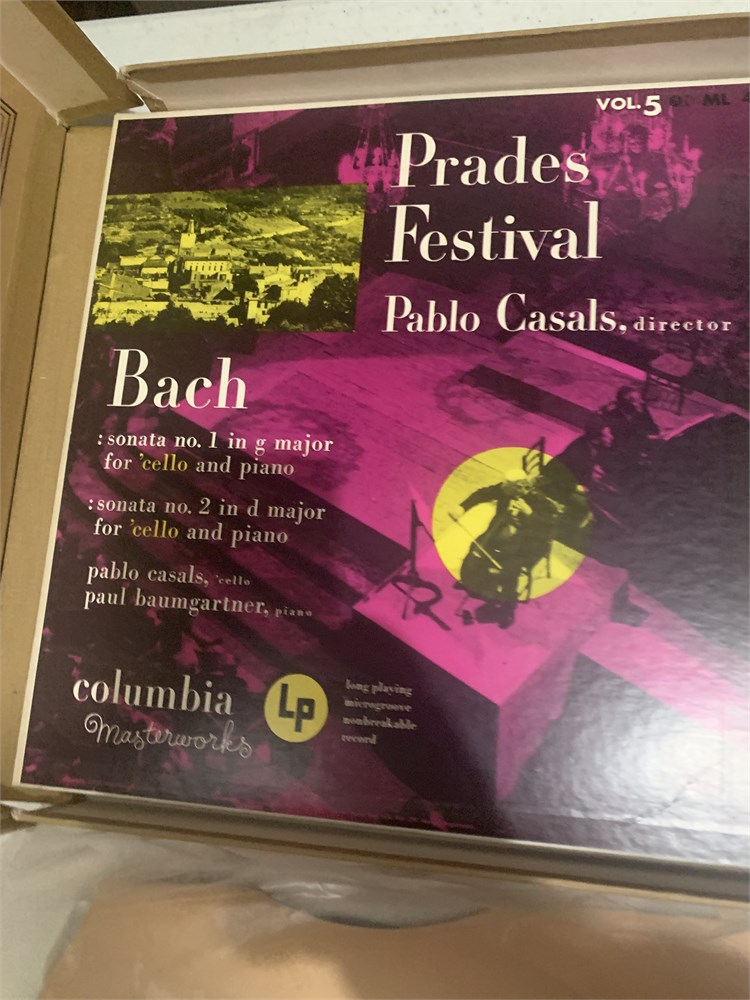 VOL. 5 ML
Prades
Festival
Pablo Casals, director
Bach
: sonata no. 1 in g major
for 'cello and piano
: sonata no. 2 in d major
for 'cello and piano
pablo casals, 'cello
paul baumgartner, piano
columbia
Masterworks
Lp
long playing
microgroove
nonbreakable
record